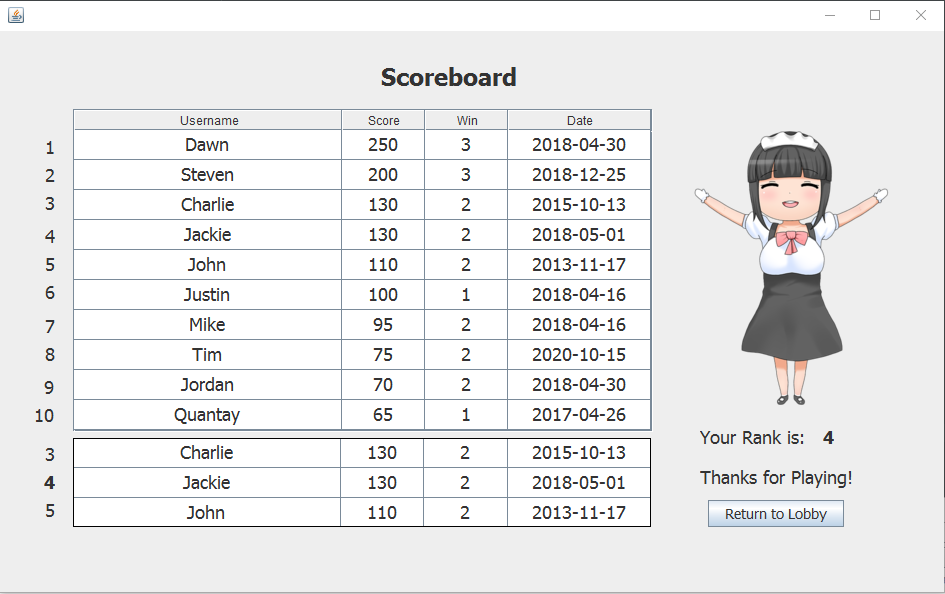 Scoreboard
Username Score Win Date
1 Dawn 250 3 2018-04-30
2 Steven 200 3 2018-12-25
3 Charlie 130 2 2015-10-13
4 Jackie 130 2 2018-05-01
5 John 110 2 2013-11-17
6 Justin 100 1 2018-04-16
7 Mike 95 2 2018-04-16
8 Tim 75 2 2020-10-15
9 Jordan 70 2 2018-04-30
10 Quantay 65 1 2017-04-26
3 Charlie 130 2 2015-10-13
4 Jackie 130 2 2018-05-01
5 John 110 2 2013-11-17
Your Rank is: 4
Thanks for Playing!
Return to Lobby